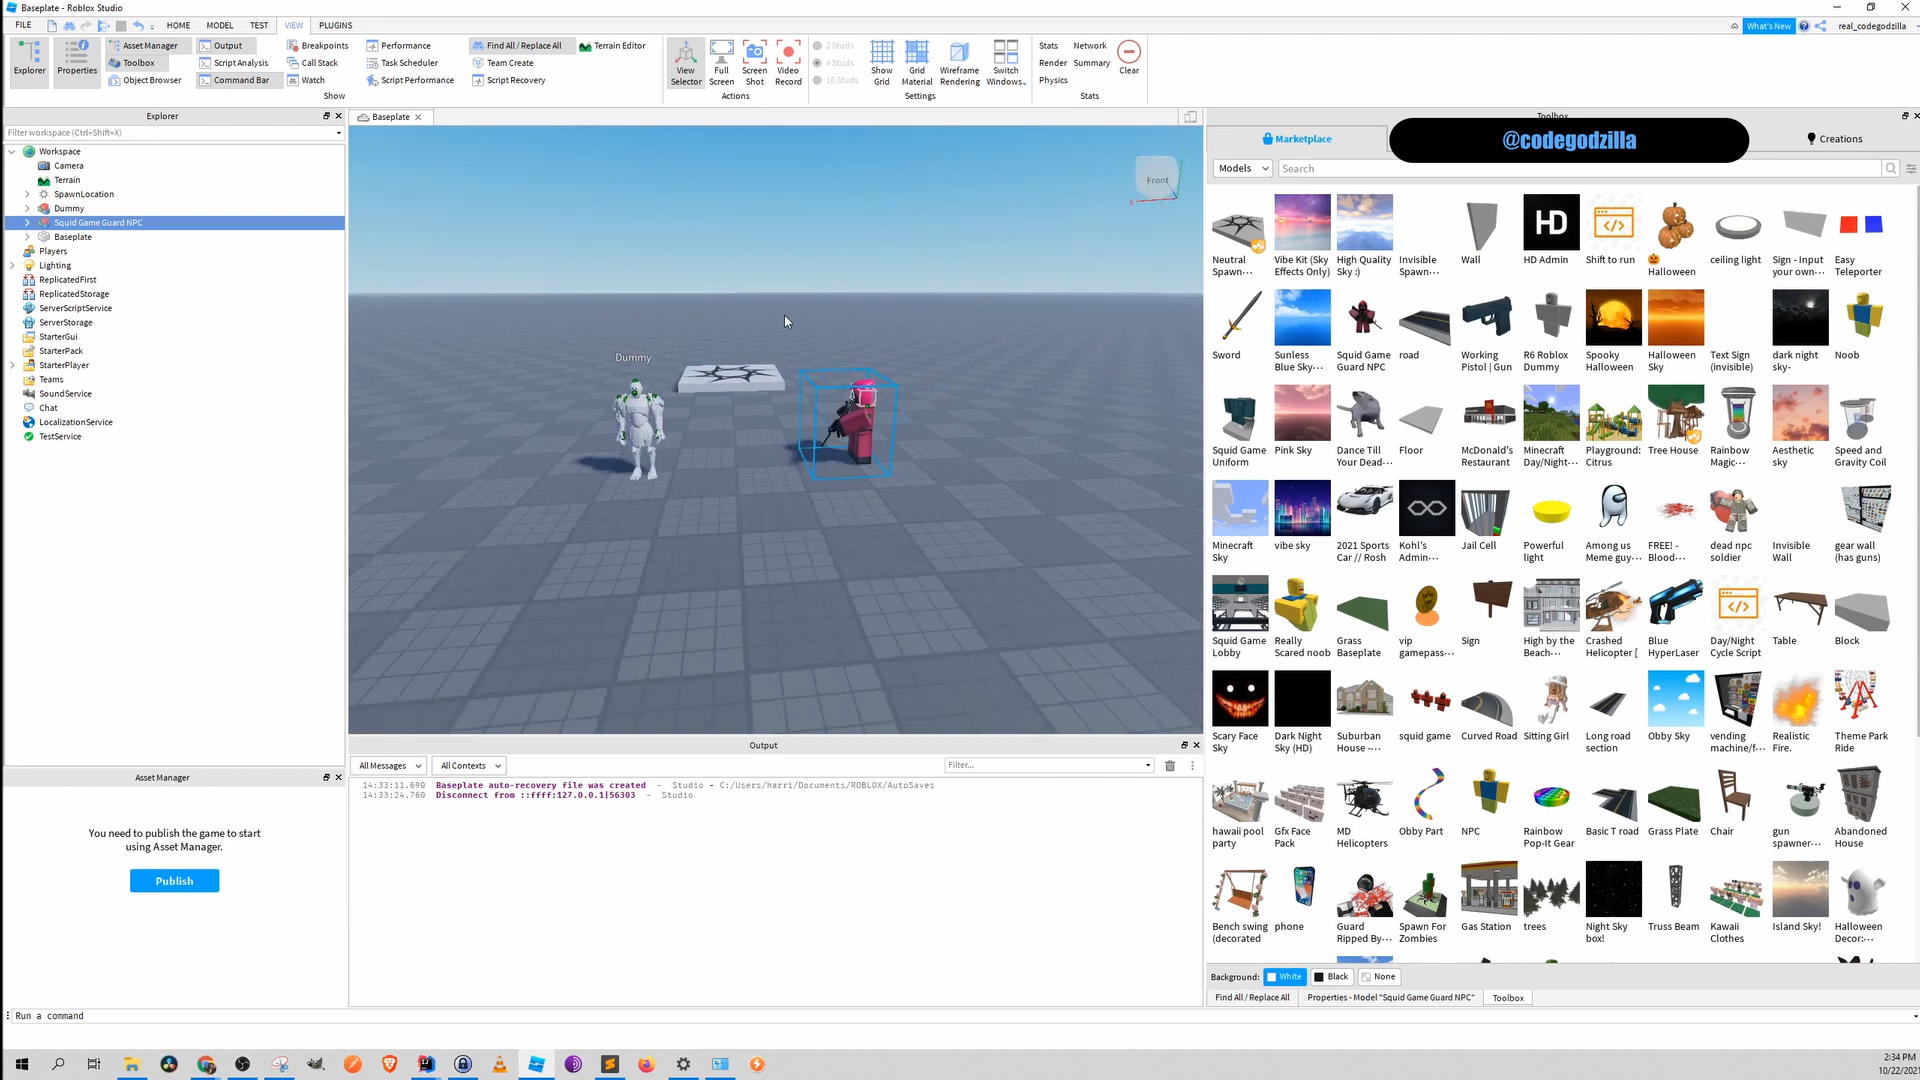 Baseplate - Roblox Studio
FILE HOME MODEL TEST VIEW PLUGINS
What's New real_codegodzilla
Explorer Properties
Asset Manager Output Breakpoints Performance Find All / Replace All Terrain Editor
Toolbox Script Analysis Call Stack Task Scheduler Team Create
Object Browser Command Bar Watch Script Performance Script Recovery
Show
View Selector Full Screen Screen Shot Video Record
Actions
2 Studs
4 Studs
16 Studs
Show Grid Grid Material Wireframe Rendering Switch Windows
Settings
Stats Network
Render Summary
Physics
Clear
Stats
Explorer
Filter workspace (Ctrl+Shift+X)
Workspace
Camera
Terrain
SpawnLocation
Dummy
Squid Game Guard NPC
Baseplate
Players
Lighting
ReplicatedFirst
ReplicatedStorage
ServerScriptService
ServerStorage
StarterGui
StarterPack
StarterPlayer
Teams
SoundService
Chat
LocalizationService
TestService
Asset Manager
You need to publish the game to start
using Asset Manager.
Publish
Baseplate
Front
X
Dummy
Output
All Messages All Contexts Filter...
14:33:11.690 Baseplate auto-recovery file was created - Studio - C:/Users/harri/Documents/ROBLOX/AutoSaves
14:33:24.760 Disconnect from ::ffff:127.0.0.1|56303 - Studio
Toolbox
Marketplace @codegodzilla Creations
Models Search
HD
Neutral Spawn··· Vibe Kit (Sky Effects Only) High Quality Sky :) Invisible Spawn··· Wall HD Admin Shift to run 🎃 Halloween ceiling light Sign - Input your own··· Easy Teleporter
Sword Sunless Blue Sky··· Squid Game Guard NPC road Working Pistol | Gun R6 Roblox Dummy Spooky Halloween Halloween Sky Text Sign (invisible) dark night sky- Noob
Squid Game Uniform Pink Sky Dance Till Your Dead··· Floor McDonald's Restaurant Minecraft Day/Night··· Playground: Citrus Tree House Rainbow Magic··· Aesthetic sky Speed and Gravity Coil
Minecraft Sky vibe sky 2021 Sports Car // Rosh Kohl's Admin··· Jail Cell Powerful light Among us Meme guy··· FREE! - Blood··· dead npc soldier Invisible Wall gear wall (has guns)
Squid Game Lobby Really Scared noob Grass Baseplate vip gamepass··· Sign High by the Beach··· Crashed Helicopter [ Blue HyperLaser Day/Night Cycle Script Table Block
Scary Face Sky Dark Night Sky (HD) Suburban House -··· squid game Curved Road Sitting Girl Long road section Obby Sky vending machine/f··· Realistic Fire. Theme Park Ride
hawaii pool party Gfx Face Pack MD Helicopters Obby Part NPC Rainbow Pop-It Gear Basic T road Grass Plate Chair gun spawner··· Abandoned House
Bench swing (decorated phone Guard Ripped By··· Spawn For Zombies Gas Station trees Night Sky box! Truss Beam Kawaii Clothes Island Sky! Halloween Decor:···
Background: White Black None
Find All / Replace All Properties - Model "Squid Game Guard NPC" Toolbox
Run a command
2:34 PM
10/22/2021